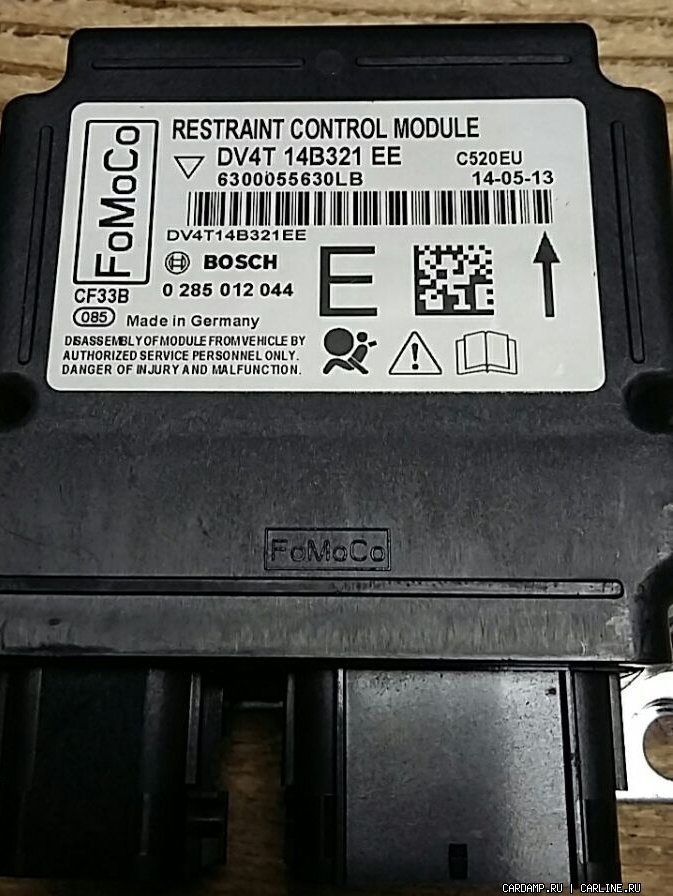 FoMoCo
RESTRAINT CONTROL MODULE
DV4T 14B321 EE C520EU
6300055630LB 14-05-13
DV4T14B321EE
BOSCH
E
0 285 012 044
CF33B
085 Made in Germany
DISASSEMBLY OF MODULE FROM VEHICLE BY
AUTHORIZED SERVICE PERSONNEL ONLY.
DANGER OF INJURY AND MALFUNCTION.
FoMoCo
CARDAMP.RU | CARLINE.RU